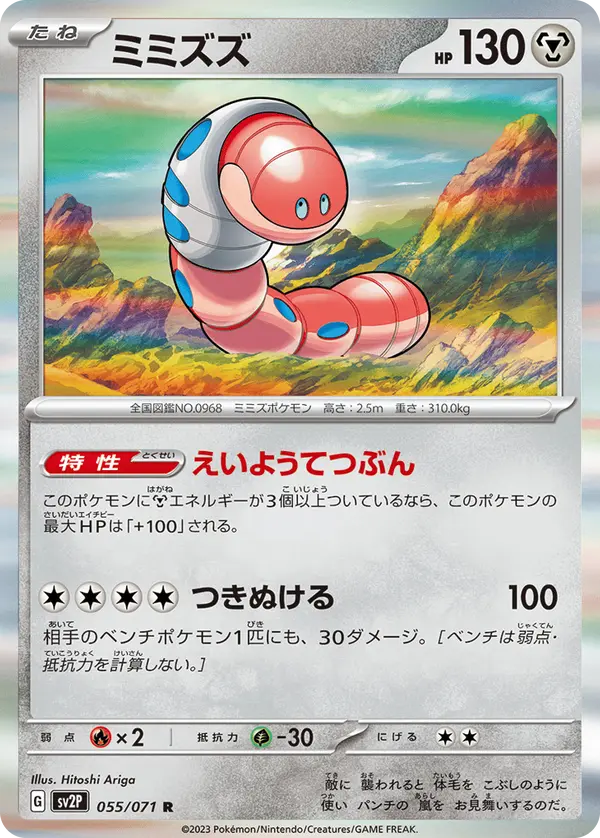 たね ミミズズ HP 130
全国図鑑NO.0968 ミミズポケモン 高さ:2.5m 重さ:310.0kg
特性 とくせい えいようてつぶん
このポケモンにエネルギーが3個以上ついているなら、このポケモンの
最大HPは「+100」される。
つきぬける 100
相手のベンチポケモン1匹にも、30ダメージ。[ベンチは弱点・
抵抗力を計算しない。]
弱点 ×2 抵抗力 -30 にげる
Illus. Hitoshi Ariga
G SV2P 055/071 R
敵に 襲われると 体毛を こぶしのように
使い パンチの 嵐を お見舞いするのだ。
©2023 Pokémon/Nintendo/Creatures/GAME FREAK.